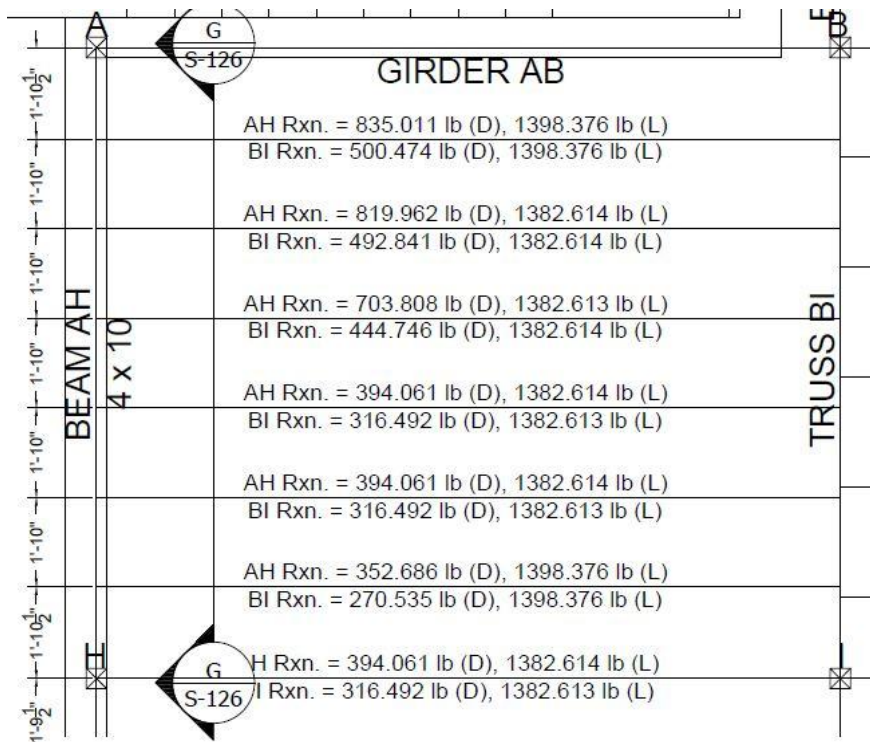 A
G
S-126
B
GIRDER AB
1'-10½"
AH Rxn. = 835.011 lb (D), 1398.376 lb (L)
BI Rxn. = 500.474 lb (D), 1398.376 lb (L)
1'-10"
AH Rxn. = 819.962 lb (D), 1382.614 lb (L)
BI Rxn. = 492.841 lb (D), 1382.614 lb (L)
1'-10"
AH Rxn. = 703.808 lb (D), 1382.613 lb (L)
BI Rxn. = 444.746 lb (D), 1382.614 lb (L)
1'-10"
BEAM AH
4 x 10
TRUSS BI
AH Rxn. = 394.061 lb (D), 1382.614 lb (L)
BI Rxn. = 316.492 lb (D), 1382.613 lb (L)
1'-10"
AH Rxn. = 394.061 lb (D), 1382.614 lb (L)
BI Rxn. = 316.492 lb (D), 1382.613 lb (L)
1'-10"
AH Rxn. = 352.686 lb (D), 1398.376 lb (L)
BI Rxn. = 270.535 lb (D), 1398.376 lb (L)
1'-10½"
H
G
S-126
H Rxn. = 394.061 lb (D), 1382.614 lb (L)
I Rxn. = 316.492 lb (D), 1382.613 lb (L)
I
1'-9½"